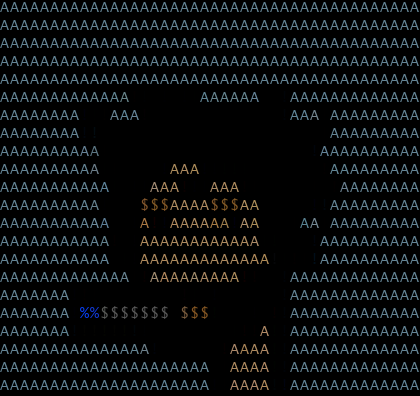 AAAAAAAAAAAAAAAAAAAAAAAAAAAAAAAAAAAAAAAAAA
AAAAAAAAAAAAAAAAAAAAAAAAAAAAAAAAAAAAAAAAAA
AAAAAAAAAAAAAAAAAAAAAAAAAAAAAAAAAAAAAAAAAA
AAAAAAAAAAAAAAAAAAAAAAAAAAAAAAAAAAAAAAAAAA
AAAAAAAAAAAAAAAAAAAAAAAAAAAAAAAAAAAAAAAAAA
AAAAAAAAAAAAA       AAAAAA   AAAAAAAAAAAAA
AAAAAAAA   AAA               AAA AAAAAAAAA
AAAAAAAA                         AAAAAAAAA
AAAAAAAAAA                      AAAAAAAAAA
AAAAAAAAAA       AAA             AAAAAAAAA
AAAAAAAAAAA    AAA   AAA          AAAAAAAA
AAAAAAAAAA    $$$AAAA$$$AA       AAAAAAAAA
AAAAAAAAAAA   A  AAAAAA AA    AA AAAAAAAAA
AAAAAAAAAAA   AAAAAAAAAAAA      AAAAAAAAAA
AAAAAAAAAAA   AAAAAAAAAAAAA     AAAAAAAAAA
AAAAAAAAAAAAA  AAAAAAAAA     AAAAAAAAAAAAA
AAAAAAA                      AAAAAAAAAAAAA
AAAAAAA %%$$$$$$$ $$$        AAAAAAAAAAAAA
AAAAAAA                   A  AAAAAAAAAAAAA
AAAAAAAAAAAAAAA        AAAA  AAAAAAAAAAAAA
AAAAAAAAAAAAAAAAAAAAA  AAAA  AAAAAAAAAAAAA
AAAAAAAAAAAAAAAAAAAAA  AAAA  AAAAAAAAAAAAA